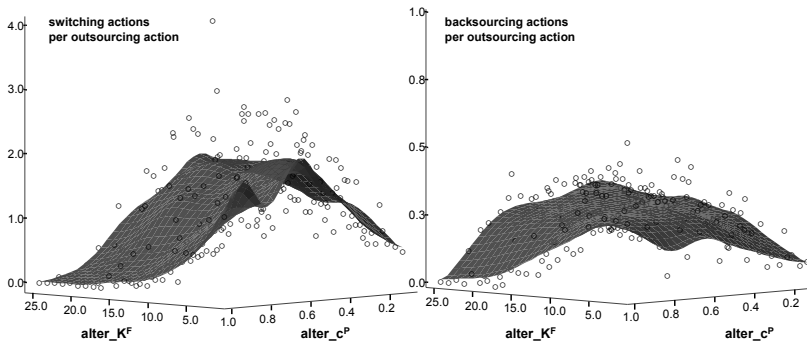 4.0
switching actions
per outsourcing action
3.0
2.0
1.0
0.0
25.0 20.0 15.0 10.0 5.0 1.0 0.8 0.6 0.4 0.2
alter_K^F alter_c^P
1.0
backsourcing actions
per outsourcing action
0.8
0.5
0.3
0.0
25.0 20.0 15.0 10.0 5.0 1.0 0.8 0.6 0.4 0.2
alter_K^F alter_c^P